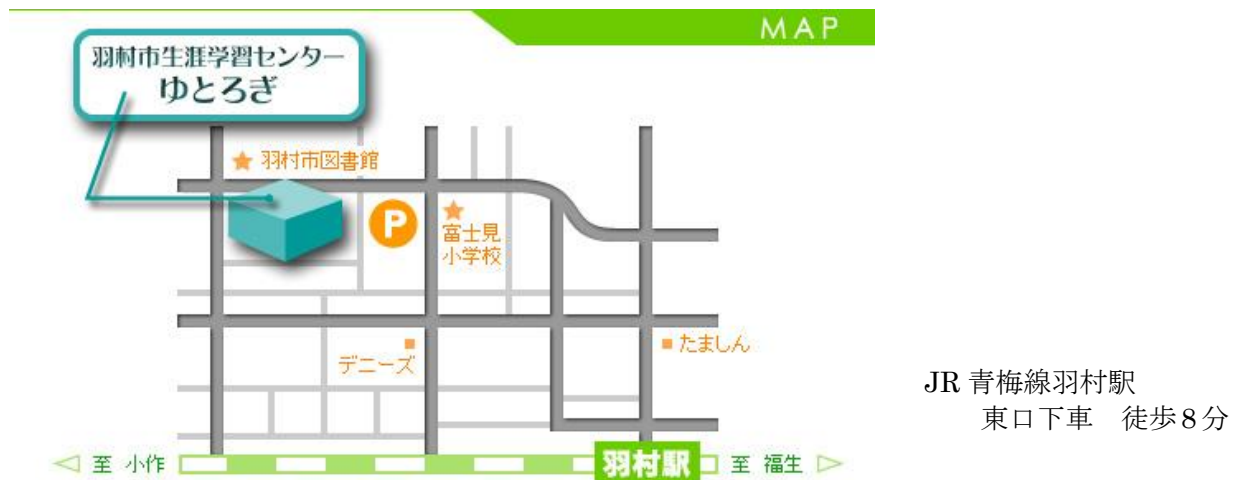 MAP
羽村市生涯学習センター
ゆとろぎ
★ 羽村市図書館
P
★
富士見
小学校
デニーズ
たましん
JR 青梅線羽村駅
東口下車　徒歩８分
◁ 至 小作
羽村駅
至 福生 ▷